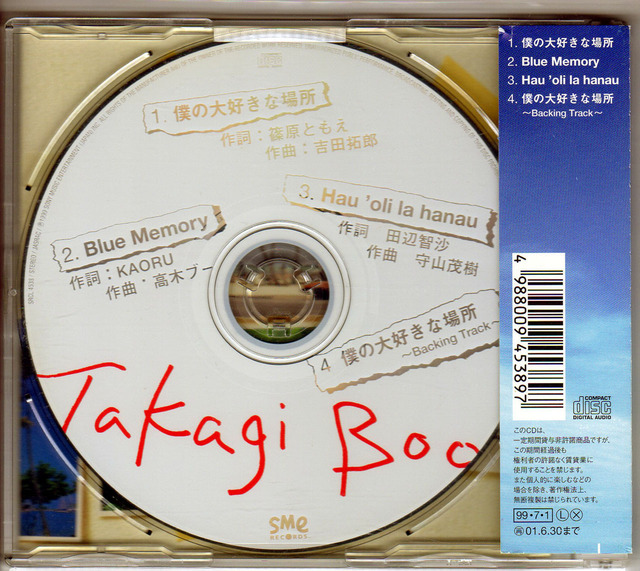 1. 僕の大好きな場所
作詞：篠原ともえ
作曲：吉田拓郎
2. Blue Memory
作詞：KAORU
作曲・高木ブー
3. Hau 'oli la hanau
作詞 田辺智沙
作曲 守山茂樹
4 僕の大好きな場所
〜Backing Track〜
Takagi Boo
sme
RECORDS
1. 僕の大好きな場所
2. Blue Memory
3. Hau 'oli la hanau
4. 僕の大好きな場所
〜Backing Track〜
4 988009 453897
COMPACT
disc
DIGITAL AUDIO
このCDは、
一定期間貸与非許諾商品ですが、
この期間経過後も
権利者の許諾なく賃貸業に
使用することを禁じます。
また個人的に楽しむなどの
場合を除き、著作権法上、
無断複製は禁じられています。
99・7・1 Ⓛ Ⓧ
再 01.6.30まで